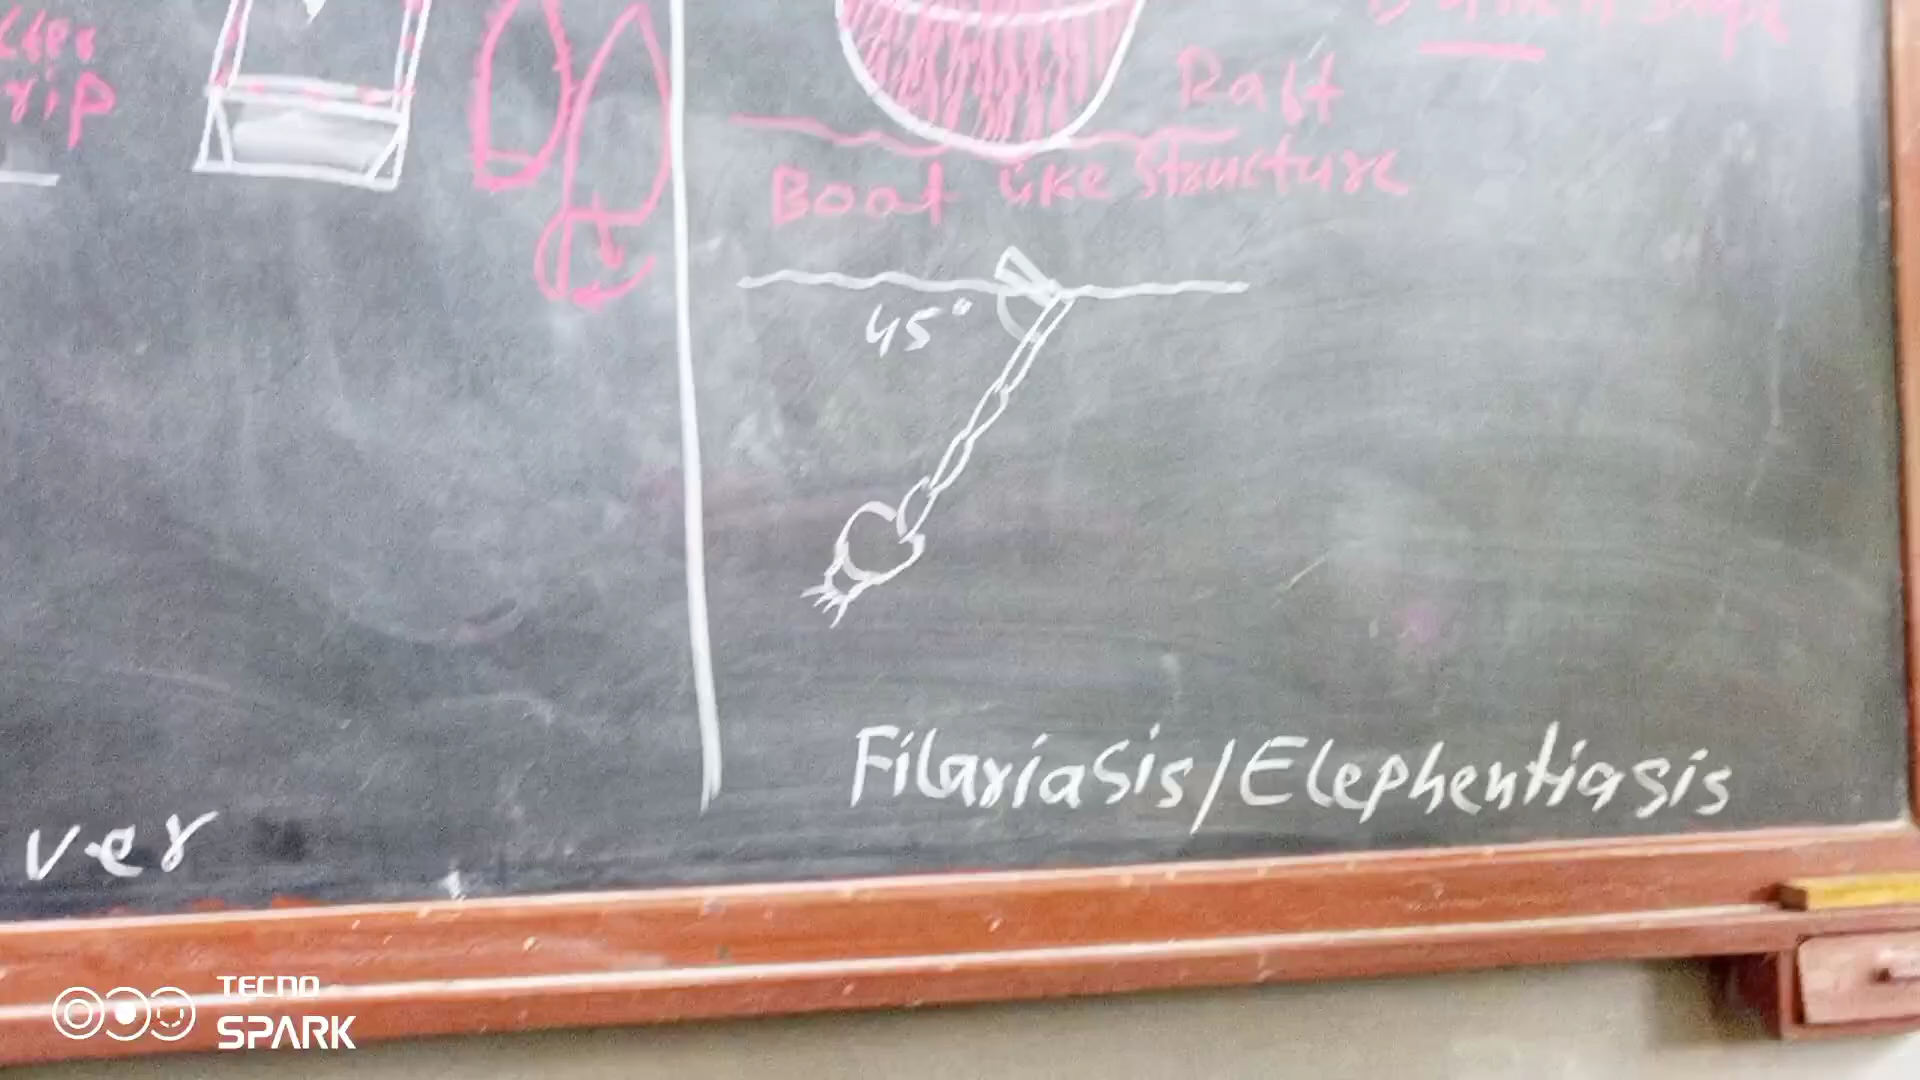 Raft
Boat like structure
45°
Filariasis/Elephentiasis
ver
TECNO
SPARK